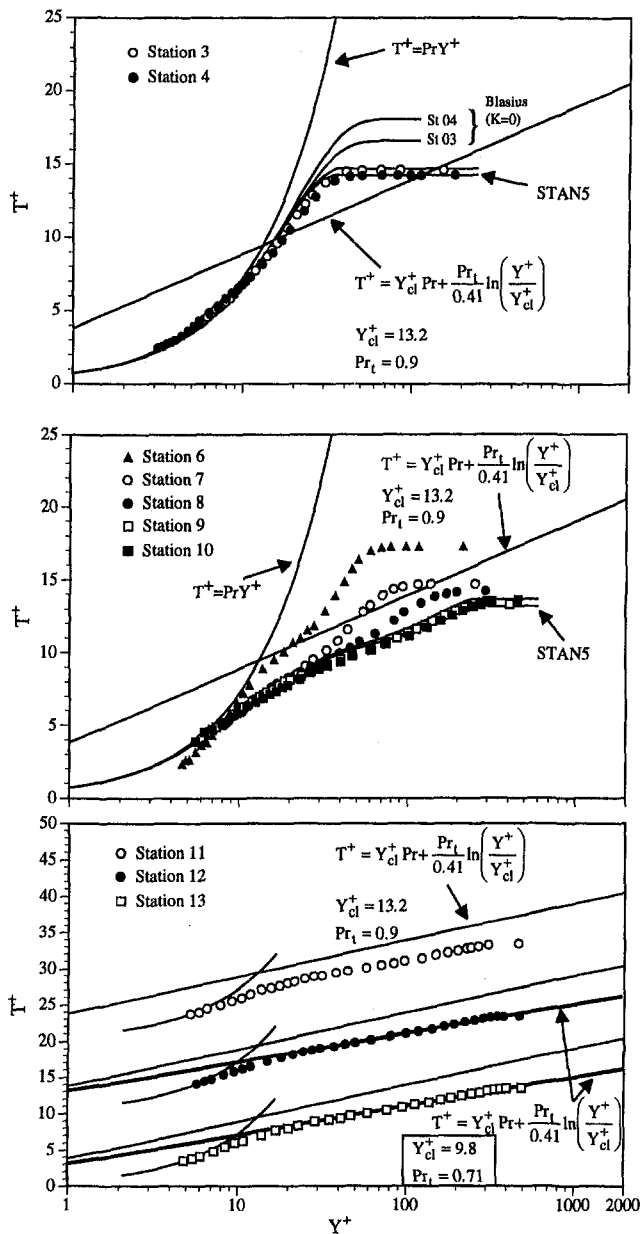 25
20
15
10
5
0
T+
Station 3
Station 4
T+=PrY+
St 04
St 03
Blasius
(K=0)
STAN5
T+ = Y+cl Pr+ Prt/0.41 ln(Y+/Y+cl)
Y+cl = 13.2
Prt = 0.9
25
20
15
10
5
0
T+
Station 6
Station 7
Station 8
Station 9
Station 10
T+=PrY+
T+ = Y+cl Pr+ Prt/0.41 ln(Y+/Y+cl)
Y+cl = 13.2
Prt = 0.9
STAN5
50
45
40
35
30
25
20
15
10
5
0
T+
Station 11
Station 12
Station 13
T+ = Y+cl Pr+ Prt/0.41 ln(Y+/Y+cl)
Y+cl = 13.2
Prt = 0.9
T+ = Y+cl Pr+ Prt/0.41 ln(Y+/Y+cl)
Y+cl = 9.8
Prt = 0.71
1 10 100 1000 2000
Y+